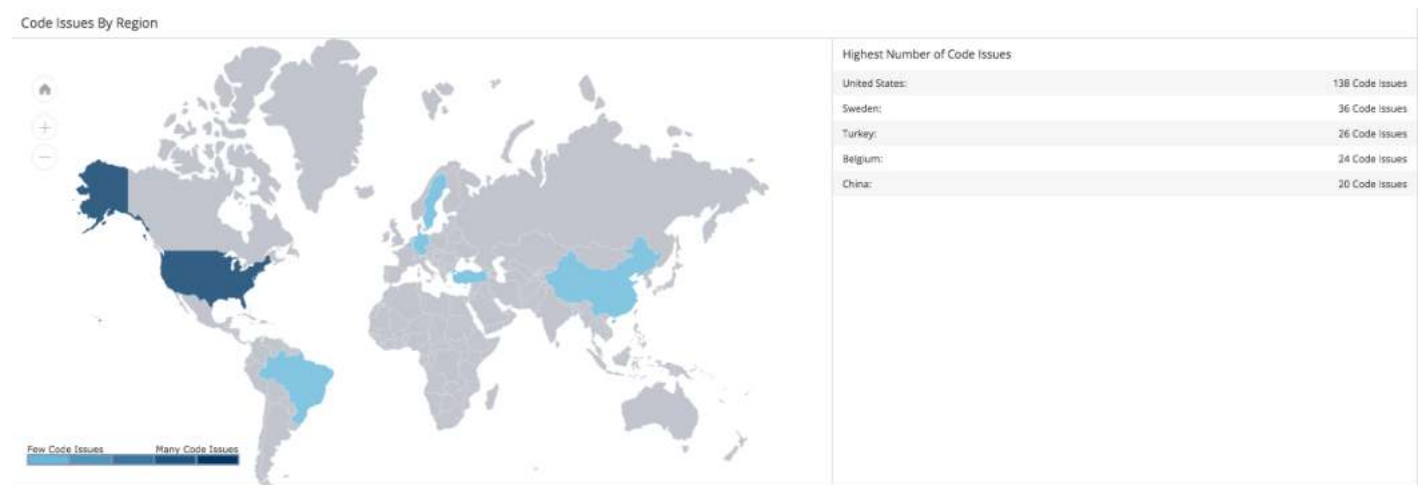 Code Issues By Region
Few Code Issues Many Code Issues
Highest Number of Code Issues
United States: 138 Code Issues
Sweden: 36 Code Issues
Turkey: 26 Code Issues
Belgium: 24 Code Issues
China: 20 Code Issues